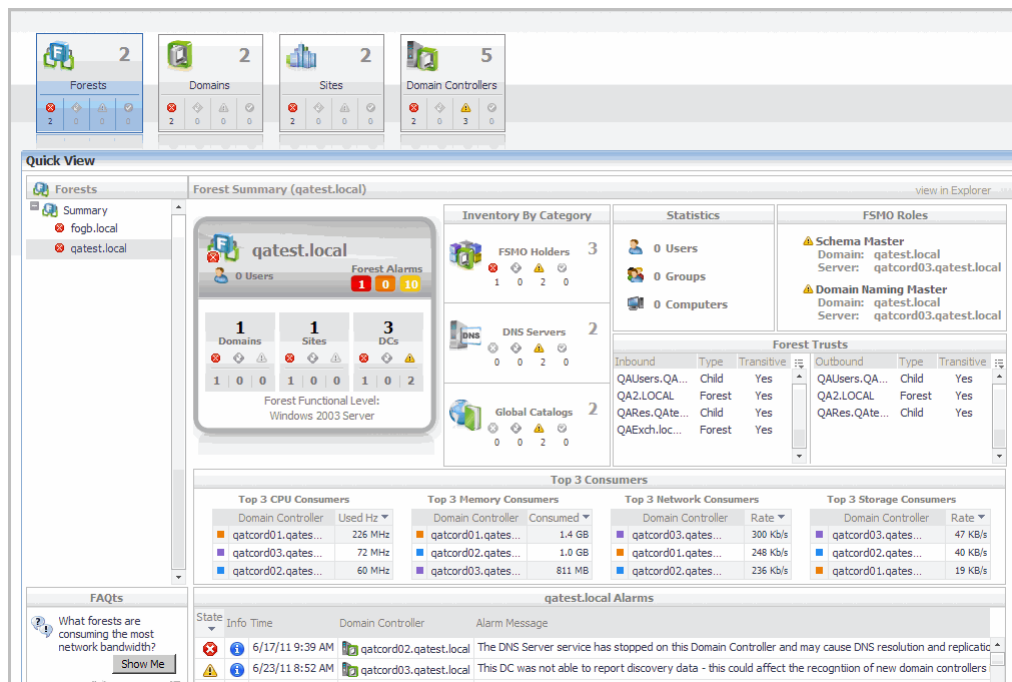 2 2 2 5
Forests Domains Sites Domain Controllers
2 0 0 0 2 0 0 0 2 0 0 0 2 0 3 0
Quick View
Forests
Summary
fogb.local
qatest.local
Forest Summary (qatest.local) view in Explorer
qatest.local
0 Users
Forest Alarms
1 0 10
1 1 3
Domains Sites DCs
1 0 0 1 0 0 1 0 2
Forest Functional Level:
Windows 2003 Server
Inventory By Category
FSMO Holders 3
1 0 2 0
DNS
DNS Servers 2
0 0 2 0
Global Catalogs 2
0 0 2 0
Statistics
0 Users
0 Groups
0 Computers
FSMO Roles
Schema Master
Domain: qatest.local
Server: qatcord03.qatest.local
Domain Naming Master
Domain: qatest.local
Server: qatcord03.qatest.local
Forest Trusts
Inbound Type Transitive Outbound Type Transitive
QAUsers.QA... Child Yes QAUsers.QA... Child Yes
QA2.LOCAL Forest Yes QA2.LOCAL Forest Yes
QARes.QAte... Child Yes QARes.QAte... Child Yes
QAExch.loc... Forest Yes
Top 3 Consumers
Top 3 CPU Consumers Top 3 Memory Consumers Top 3 Network Consumers Top 3 Storage Consumers
Domain Controller Used Hz Domain Controller Consumed Domain Controller Rate Domain Controller Rate
qatcord01.qates... 226 MHz qatcord01.qates... 1.4 GB qatcord03.qates... 300 Kb/s qatcord03.qates... 47 KB/s
qatcord03.qates... 72 MHz qatcord02.qates... 1.0 GB qatcord01.qates... 248 Kb/s qatcord02.qates... 40 KB/s
qatcord02.qates... 60 MHz qatcord03.qates... 811 MB qatcord02.qates... 236 Kb/s qatcord01.qates... 19 KB/s
FAQts
What forests are
consuming the most
network bandwidth?
Show Me
qatest.local Alarms
State Info Time Domain Controller Alarm Message
6/17/11 9:39 AM qatcord02.qatest.local The DNS Server service has stopped on this Domain Controller and may cause DNS resolution and replicatio
6/23/11 8:52 AM qatcord03.qatest.local This DC was not able to report discovery data - this could affect the recogntiion of new domain controllers